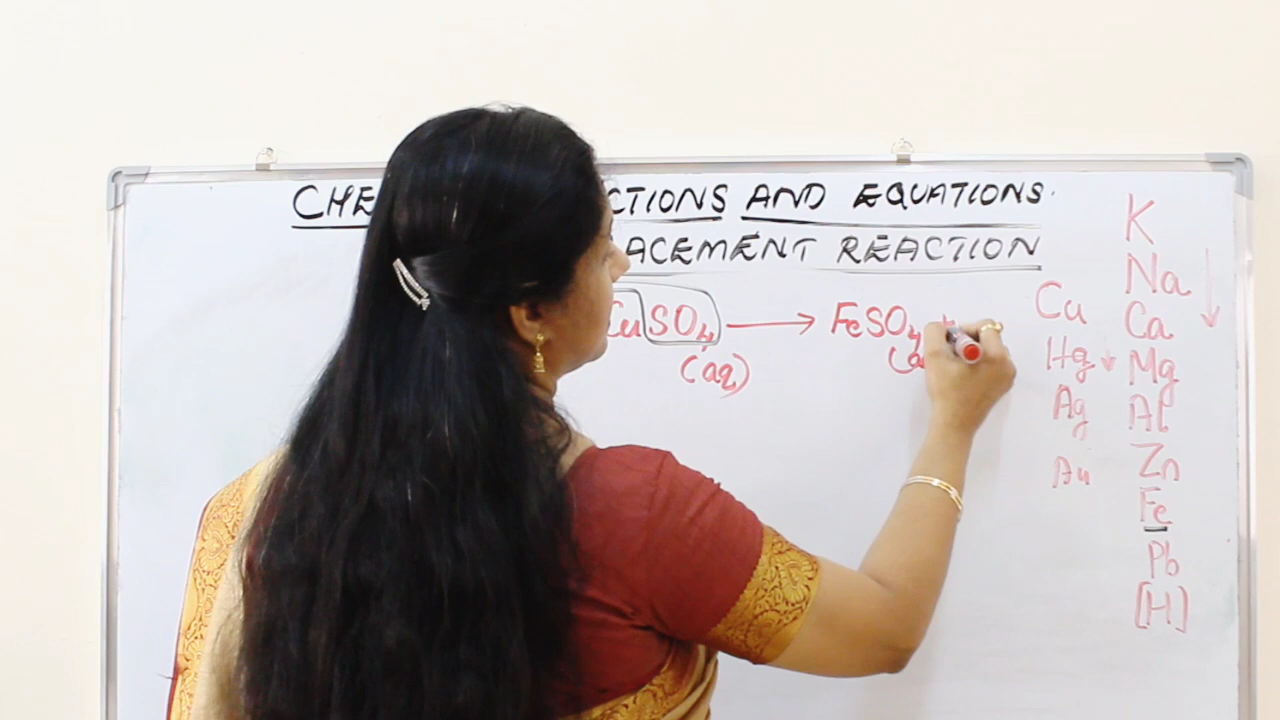 CHE CTIONS AND EQUATIONS.
ACEMENT REACTION
CuSO4 → FeSO4 +
(aq) (a
K
Na
Ca
Mg
Al
Zn
Fe
Pb
[H]
Cu
Hg
Ag
Au